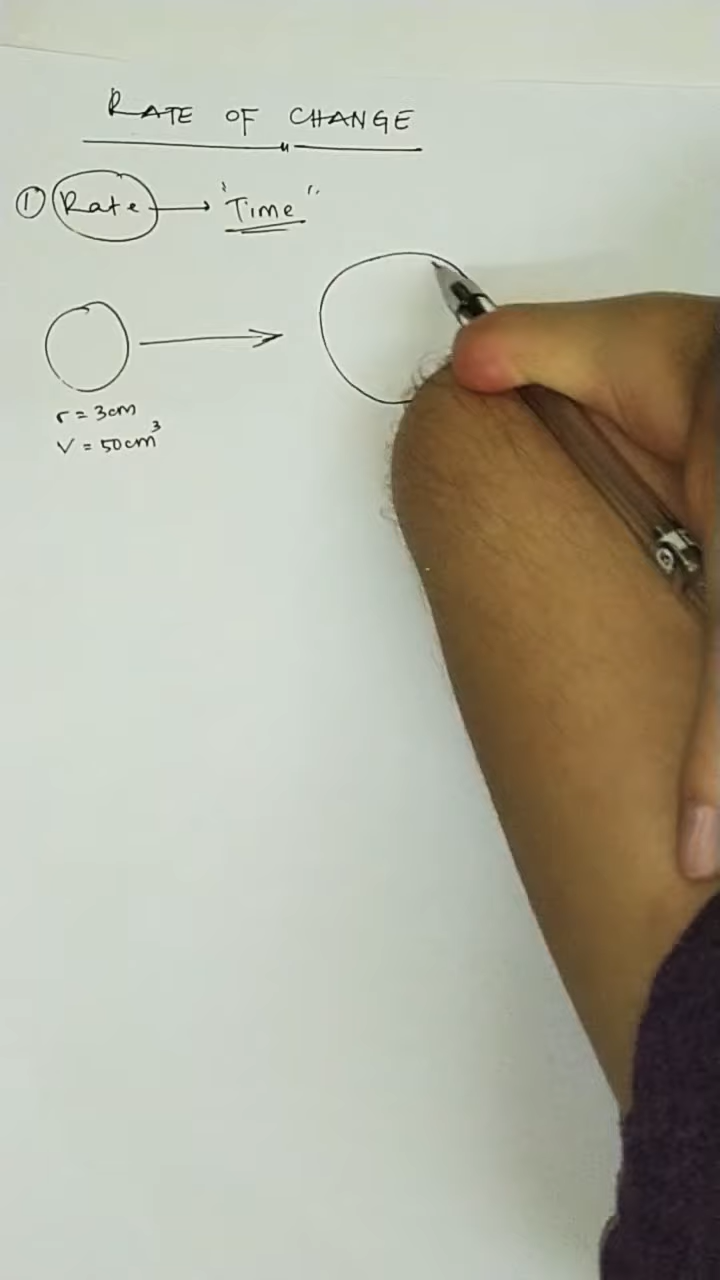 RATE OF CHANGE
① Rate → "Time"
r = 3cm
V = 50cm³